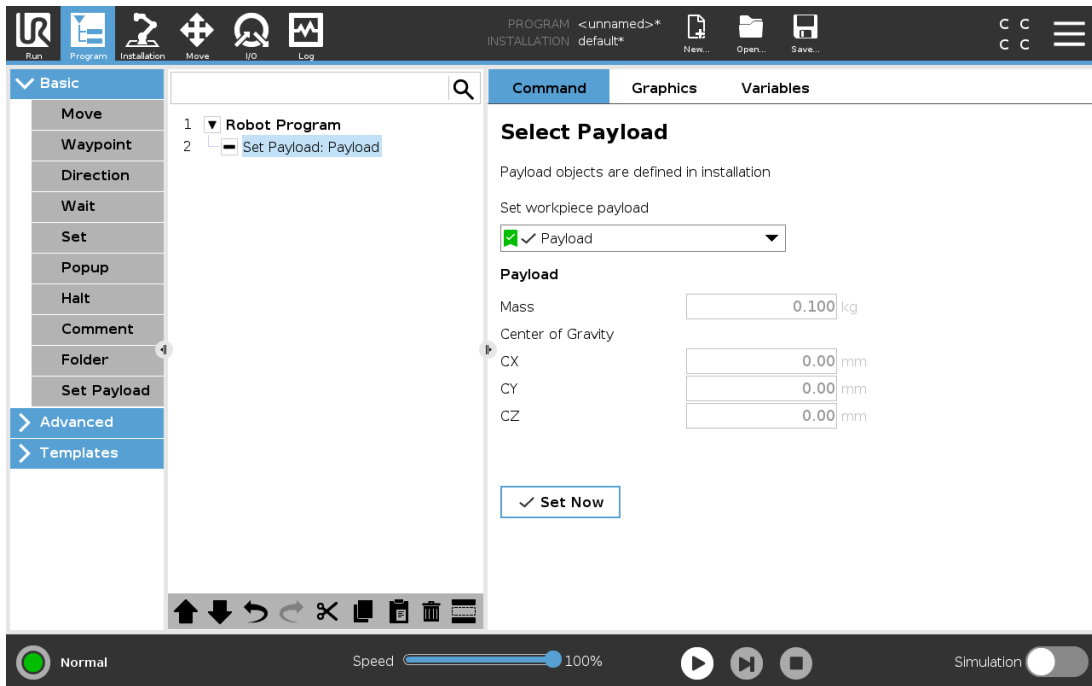 PROGRAM <unnamed>*
INSTALLATION default*
C C
C C
UR
Run
Program
Installation
Move
I/O
Log
New...
Open...
Save...
Basic
Move
Waypoint
Direction
Wait
Set
Popup
Halt
Comment
Folder
Set Payload
Advanced
Templates
1 Robot Program
2 Set Payload: Payload
Command Graphics Variables
Select Payload
Payload objects are defined in installation
Set workpiece payload
Payload
Payload
Mass 0.100 kg
Center of Gravity
CX 0.00 mm
CY 0.00 mm
CZ 0.00 mm
Set Now
Normal
Speed 100%
Simulation